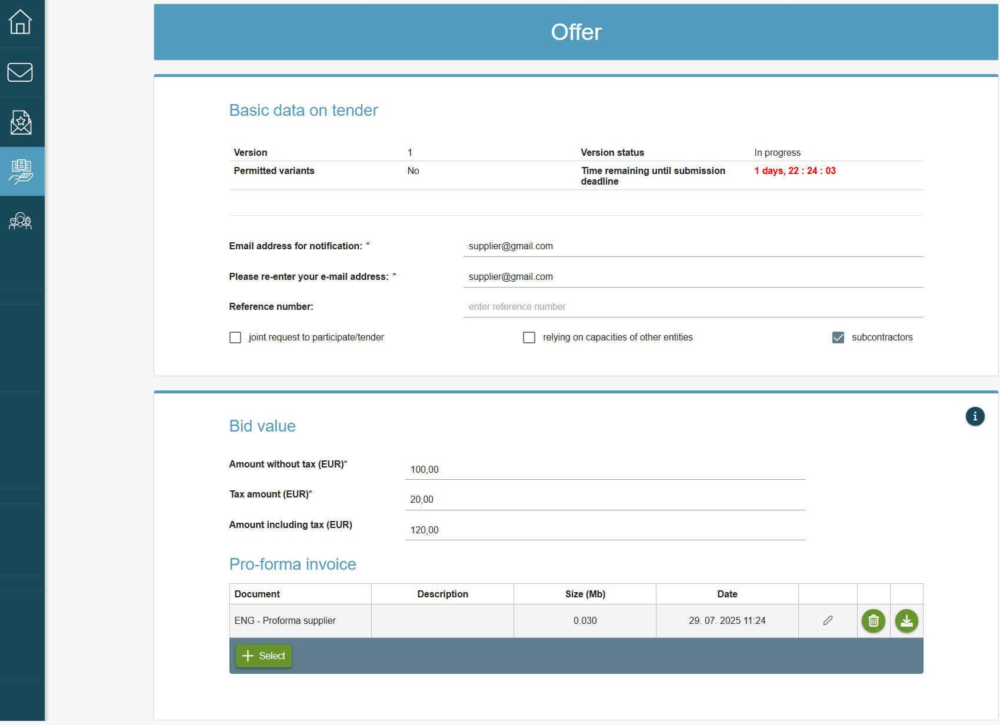 Offer
Basic data on tender
Version 1 Version status In progress
Permitted variants No Time remaining until submission deadline 1 days, 22 : 24 : 03
Email address for notification: * supplier@gmail.com
Please re-enter your e-mail address: * supplier@gmail.com
Reference number: enter reference number
joint request to participate/tender relying on capacities of other entities subcontractors
Bid value
i
Amount without tax (EUR)* 100,00
Tax amount (EUR)* 20,00
Amount including tax (EUR) 120,00
Pro-forma invoice
Document Description Size (Mb) Date
ENG - Proforma supplier 0.030 29. 07. 2025 11:24
Select